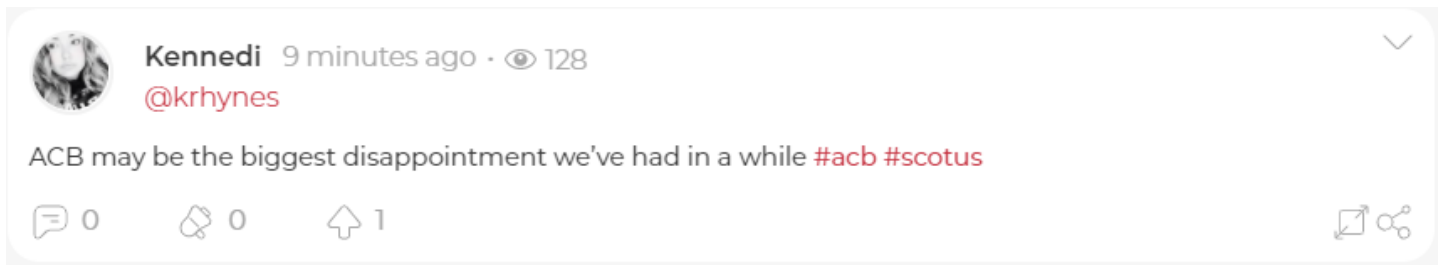 Kennedi 9 minutes ago · 128
@krhynes
ACB may be the biggest disappointment we’ve had in a while #acb #scotus
0 0 1